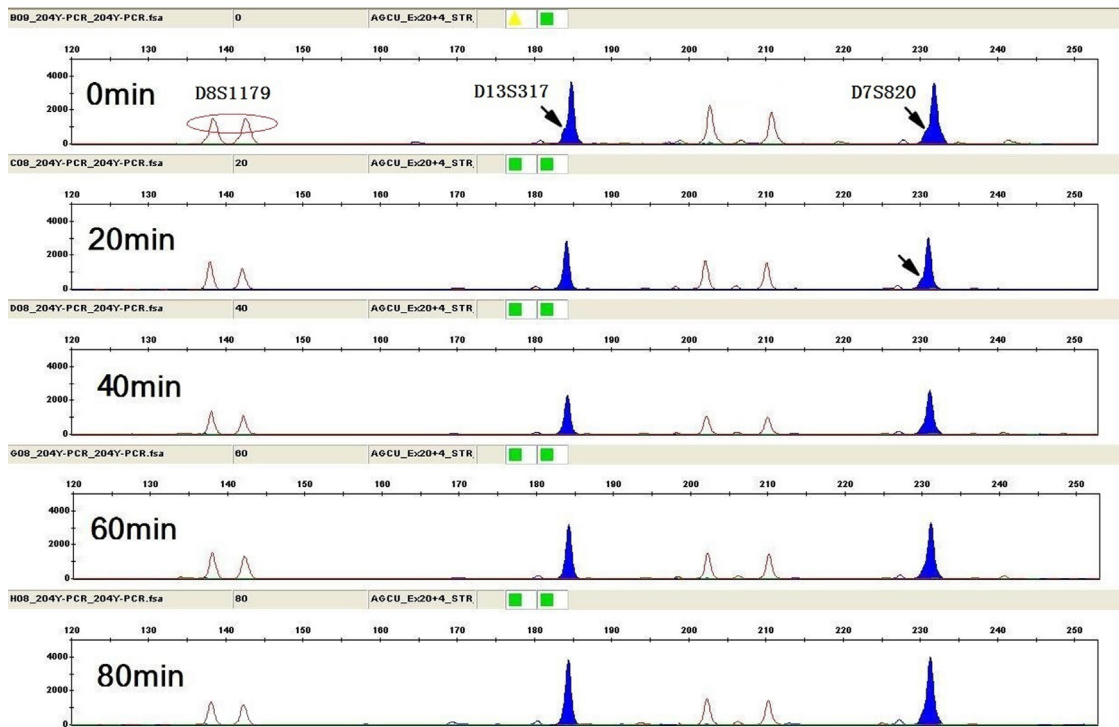 B09_204Y-PCR_204Y-PCR.fsa 0 AGCU_Ex20+4_STR_
120 130 140 150 160 170 180 190 200 210 220 230 240 250
4000
2000
0
0min D8S1179 D13S317 D7S820
C08_204Y-PCR_204Y-PCR.fsa 20 AGCU_Ex20+4_STR_
120 130 140 150 160 170 180 190 200 210 220 230 240 250
4000
2000
0
20min
D08_204Y-PCR_204Y-PCR.fsa 40 AGCU_Ex20+4_STR_
120 130 140 150 160 170 180 190 200 210 220 230 240 250
4000
2000
0
40min
G08_204Y-PCR_204Y-PCR.fsa 60 AGCU_Ex20+4_STR_
120 130 140 150 160 170 180 190 200 210 220 230 240 250
4000
2000
0
60min
H08_204Y-PCR_204Y-PCR.fsa 80 AGCU_Ex20+4_STR_
120 130 140 150 160 170 180 190 200 210 220 230 240 250
4000
2000
0
80min